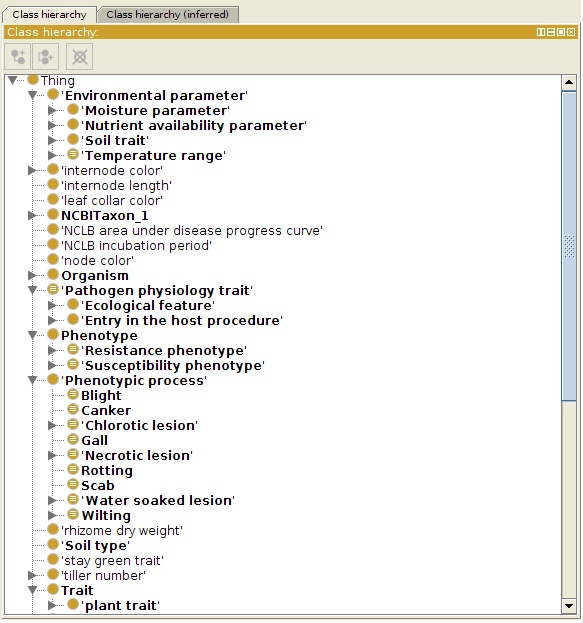 Class hierarchy Class hierarchy (inferred)
Class hierarchy:
Thing
'Environmental parameter'
'Moisture parameter'
'Nutrient availability parameter'
'Soil trait'
'Temperature range'
'internode color'
'internode length'
'leaf collar color'
NCBITaxon_1
'NCLB area under disease progress curve'
'NCLB incubation period'
'node color'
Organism
'Pathogen physiology trait'
'Ecological feature'
'Entry in the host procedure'
Phenotype
'Resistance phenotype'
'Susceptibility phenotype'
'Phenotypic process'
Blight
Canker
'Chlorotic lesion'
Gall
'Necrotic lesion'
Rotting
Scab
'Water soaked lesion'
Wilting
'rhizome dry weight'
'Soil type'
'stay green trait'
'tiller number'
Trait
'plant trait'